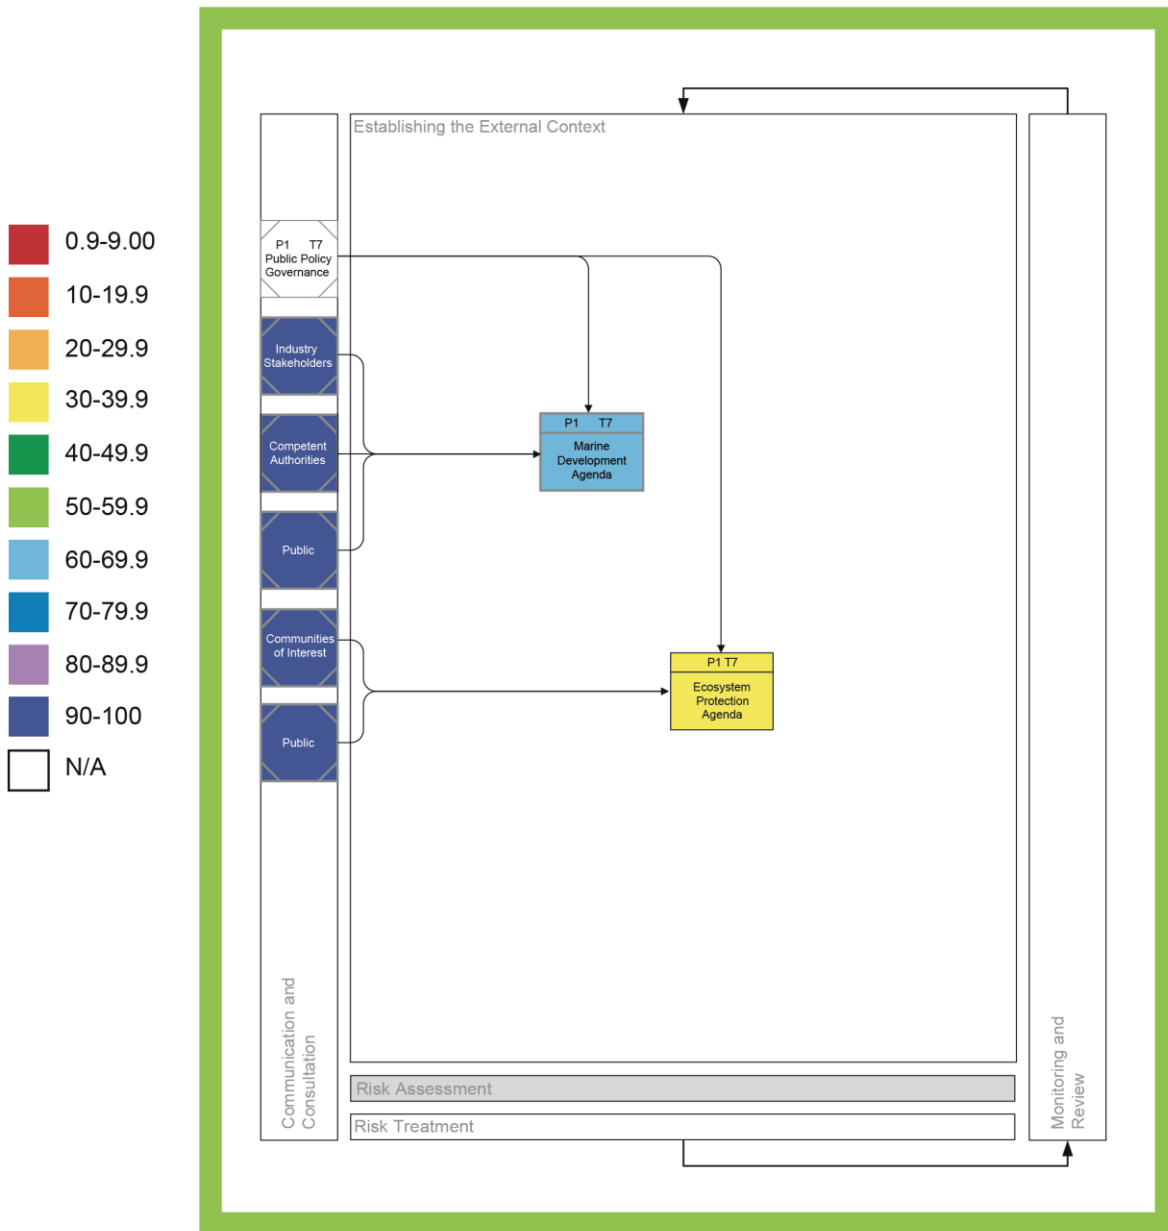 0.9-9.00
10-19.9
20-29.9
30-39.9
40-49.9
50-59.9
60-69.9
70-79.9
80-89.9
90-100
N/A
Establishing the External Context
P1 T7
Public Policy
Governance
Industry
Stakeholders
Competent
Authorities
Public
Communities
of Interest
Public
P1 T7
Marine
Development
Agenda
P1 T7
Ecosystem
Protection
Agenda
Communication and
Consultation
Risk Assessment
Risk Treatment
Monitoring and
Review